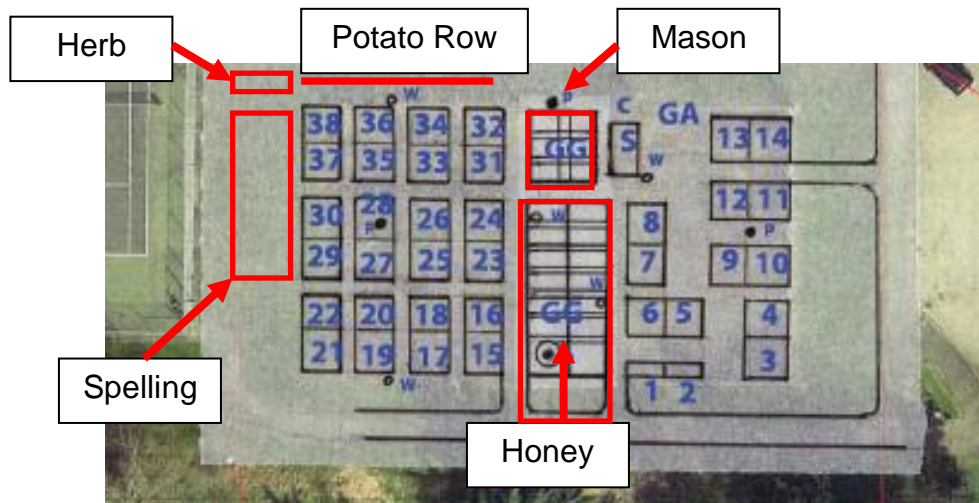 Herb
Potato Row
Mason
W
P
C
GA
38 36 34 32
GG
S
13 14
37 35 33 31
W
12 11
30 28 26 24
W
8
P
P
29 27 25 23
7
9 10
W
22 20 18 16
GG
6 5
4
21 19 17 15
3
W
1 2
Spelling
Honey